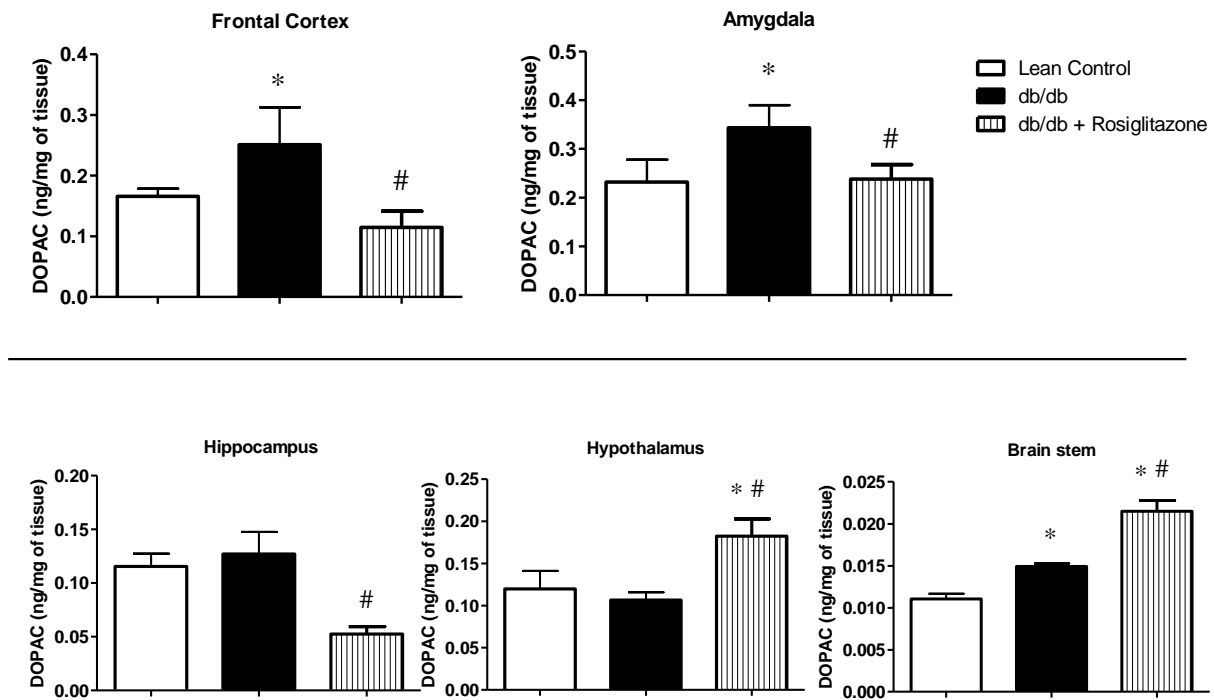 Frontal Cortex
DOPAC (ng/mg of tissue)
0.4
0.3
0.2
0.1
0.0
*
#
Amygdala
DOPAC (ng/mg of tissue)
0.5
0.4
0.3
0.2
0.1
0.0
*
#
Lean Control
db/db
db/db + Rosiglitazone
Hippocampus
DOPAC (ng/mg of tissue)
0.20
0.15
0.10
0.05
0.00
#
Hypothalamus
DOPAC (ng/mg of tissue)
0.25
0.20
0.15
0.10
0.05
0.00
* #
Brain stem
DOPAC (ng/mg of tissue)
0.025
0.020
0.015
0.010
0.005
0.000
*
* #